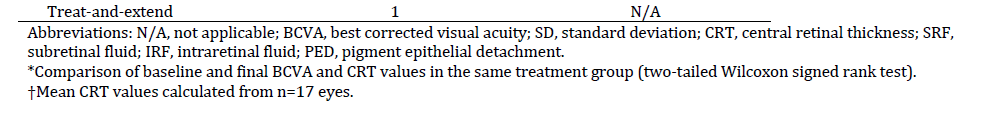 Treat-and-extend 1 N/A
Abbreviations: N/A, not applicable; BCVA, best corrected visual acuity; SD, standard deviation; CRT, central retinal thickness; SRF,
subretinal fluid; IRF, intraretinal fluid; PED, pigment epithelial detachment.
*Comparison of baseline and final BCVA and CRT values in the same treatment group (two-tailed Wilcoxon signed rank test).
†Mean CRT values calculated from n=17 eyes.